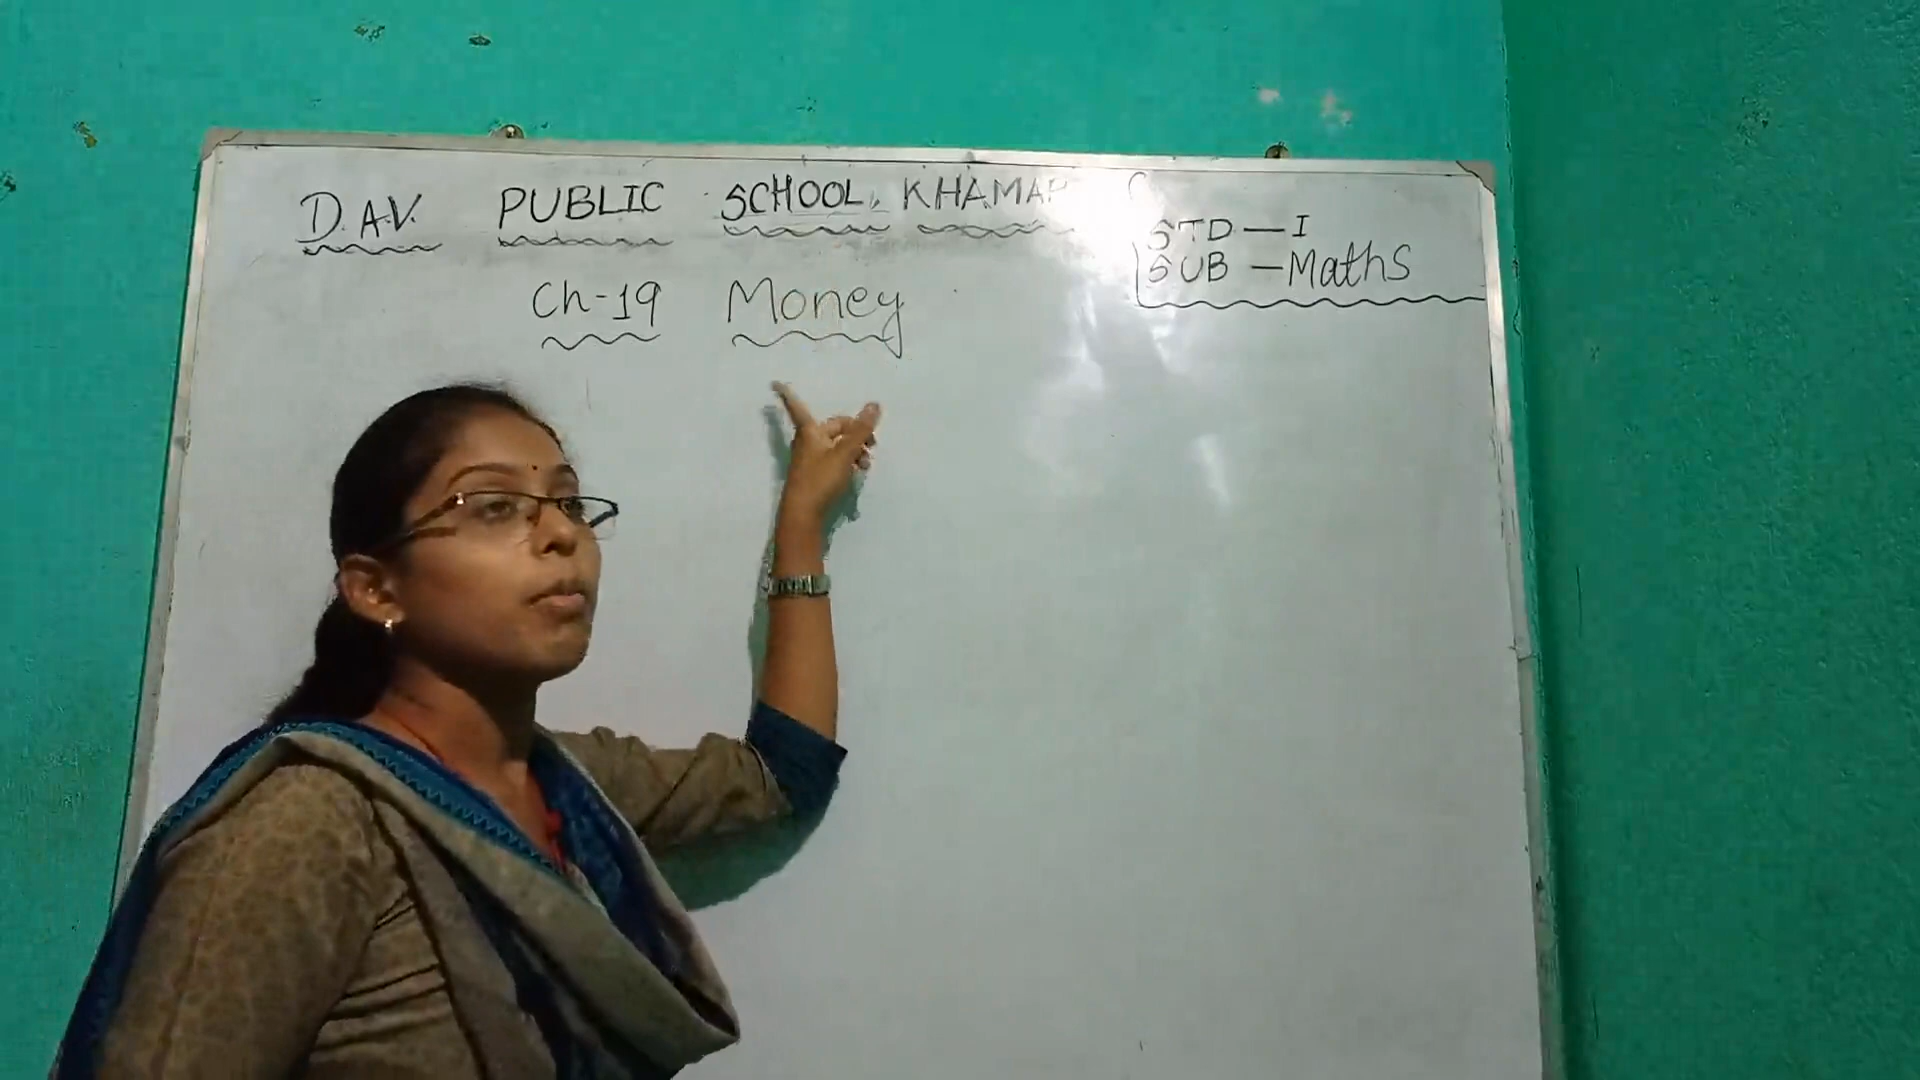 D.A.V. PUBLIC SCHOOL, KHAMAR
STD — I
SUB — Maths
Ch-19 Money